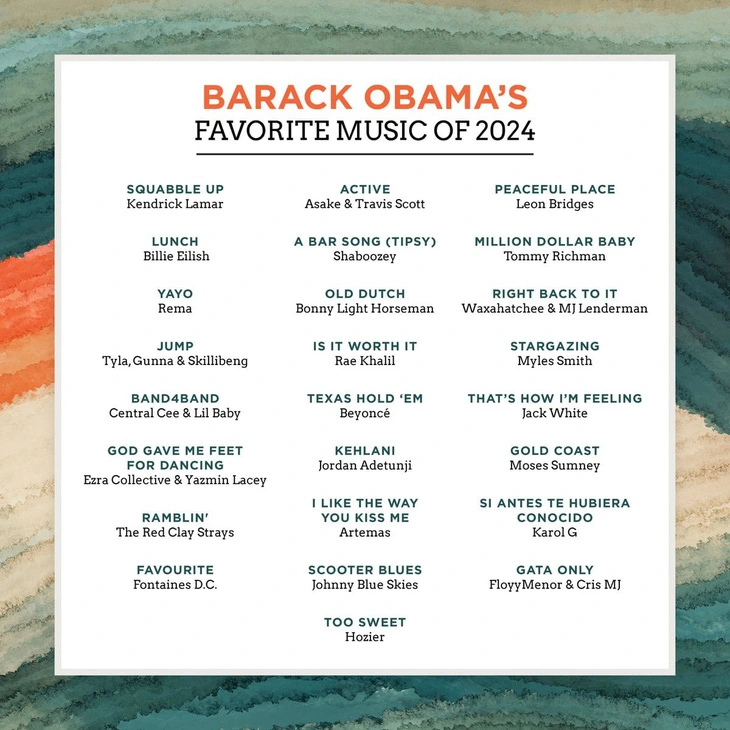 BARACK OBAMA'S
FAVORITE MUSIC OF 2024
SQUABBLE UP
Kendrick Lamar
LUNCH
Billie Eilish
YAYO
Rema
JUMP
Tyla, Gunna & Skillibeng
BAND4BAND
Central Cee & Lil Baby
GOD GAVE ME FEET
FOR DANCING
Ezra Collective & Yazmin Lacey
RAMBLIN'
The Red Clay Strays
FAVOURITE
Fontaines D.C.
ACTIVE
Asake & Travis Scott
A BAR SONG (TIPSY)
Shaboozey
OLD DUTCH
Bonny Light Horseman
IS IT WORTH IT
Rae Khalil
TEXAS HOLD ‘EM
Beyoncé
KEHLANI
Jordan Adetunji
I LIKE THE WAY
YOU KISS ME
Artemas
SCOOTER BLUES
Johnny Blue Skies
TOO SWEET
Hozier
PEACEFUL PLACE
Leon Bridges
MILLION DOLLAR BABY
Tommy Richman
RIGHT BACK TO IT
Waxahatchee & MJ Lenderman
STARGAZING
Myles Smith
THAT'S HOW I'M FEELING
Jack White
GOLD COAST
Moses Sumney
SI ANTES TE HUBIERA
CONOCIDO
Karol G
GATA ONLY
FloyyMenor & Cris MJ